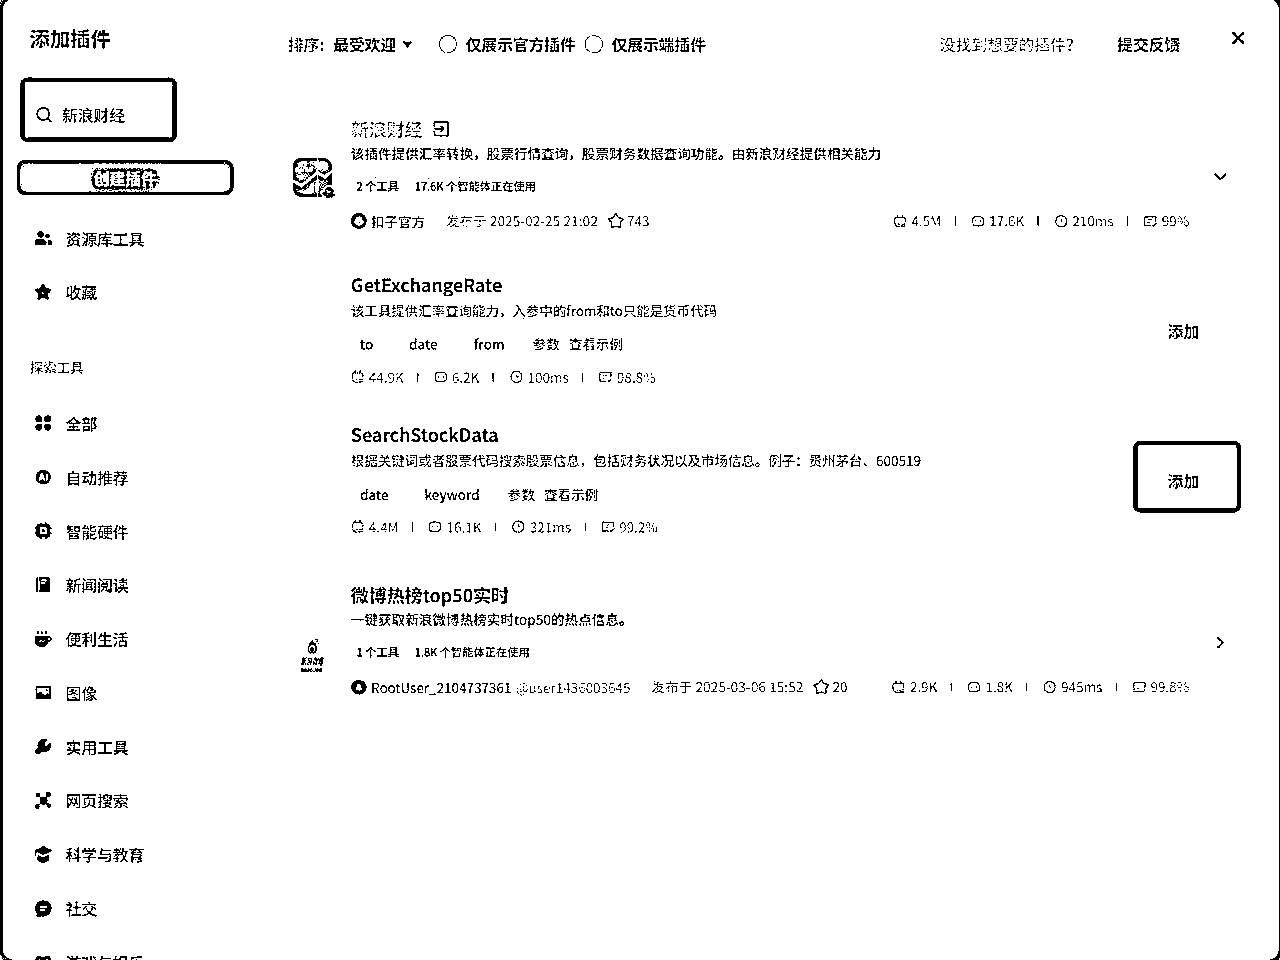 添加插件
排序: 最受欢迎 仅展示官方插件 仅展示端插件 没找到想要的插件? 提交反馈
新浪财经
创建插件
资源库工具
收藏
探索工具
全部
自动推荐
智能硬件
新闻阅读
便利生活
图像
实用工具
网页搜索
科学与教育
社交
新浪财经
该插件提供汇率转换，股票行情查询，股票财务数据查询功能。由新浪财经提供相关能力
2 个工具 17.6K 个智能体正在使用
扣子官方 发布于 2025-02-25 21:02 743 4.5M 17.6K 210ms 99%
GetExchangeRate
该工具提供汇率查询能力，入参中的from和to只能是货币代码
添加
to date from 参数 查看示例
44.9K 6.2K 100ms 98.8%
SearchStockData
根据关键词或者股票代码搜索股票信息，包括财务状况以及市场信息。例子：贵州茅台、600519
添加
date keyword 参数 查看示例
4.4M 16.1K 321ms 99.2%
微博热榜top50实时
一键获取新浪微博热榜实时top50的热点信息。
1 个工具 1.8K 个智能体正在使用
RootUser_2104737361 发布于 2025-03-06 15:52 20 2.9K 1.8K 945ms 99.8%